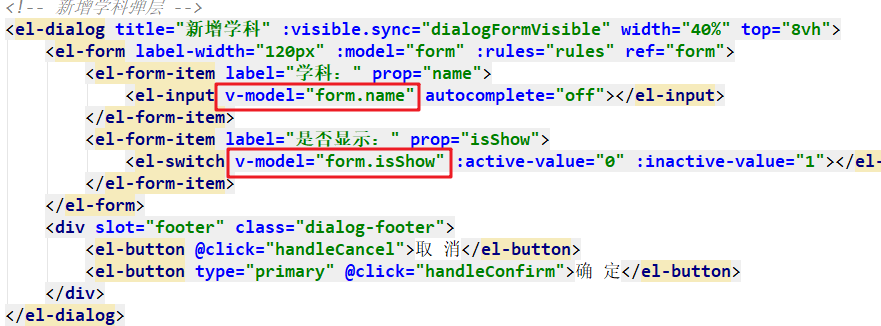 <!-- 新增学科弹层 -->
<el-dialog title="新增学科" :visible.sync="dialogFormVisible" width="40%" top="8vh">
<el-form label-width="120px" :model="form" :rules="rules" ref="form">
<el-form-item label="学科：" prop="name">
<el-input v-model="form.name" autocomplete="off"></el-input>
</el-form-item>
<el-form-item label="是否显示：" prop="isShow">
<el-switch v-model="form.isShow" :active-value="0" :inactive-value="1"></el-
</el-form-item>
</el-form>
<div slot="footer" class="dialog-footer">
<el-button @click="handleCancel">取 消</el-button>
<el-button type="primary" @click="handleConfirm">确 定</el-button>
</div>
</el-dialog>